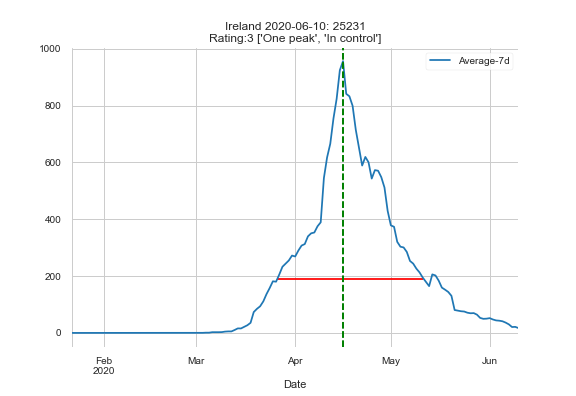 Ireland 2020-06-10: 25231
Rating:3 ['One peak', 'In control']
Average-7d
1000
800
600
400
200
0
Feb
2020
Mar
Apr
May
Jun
Date